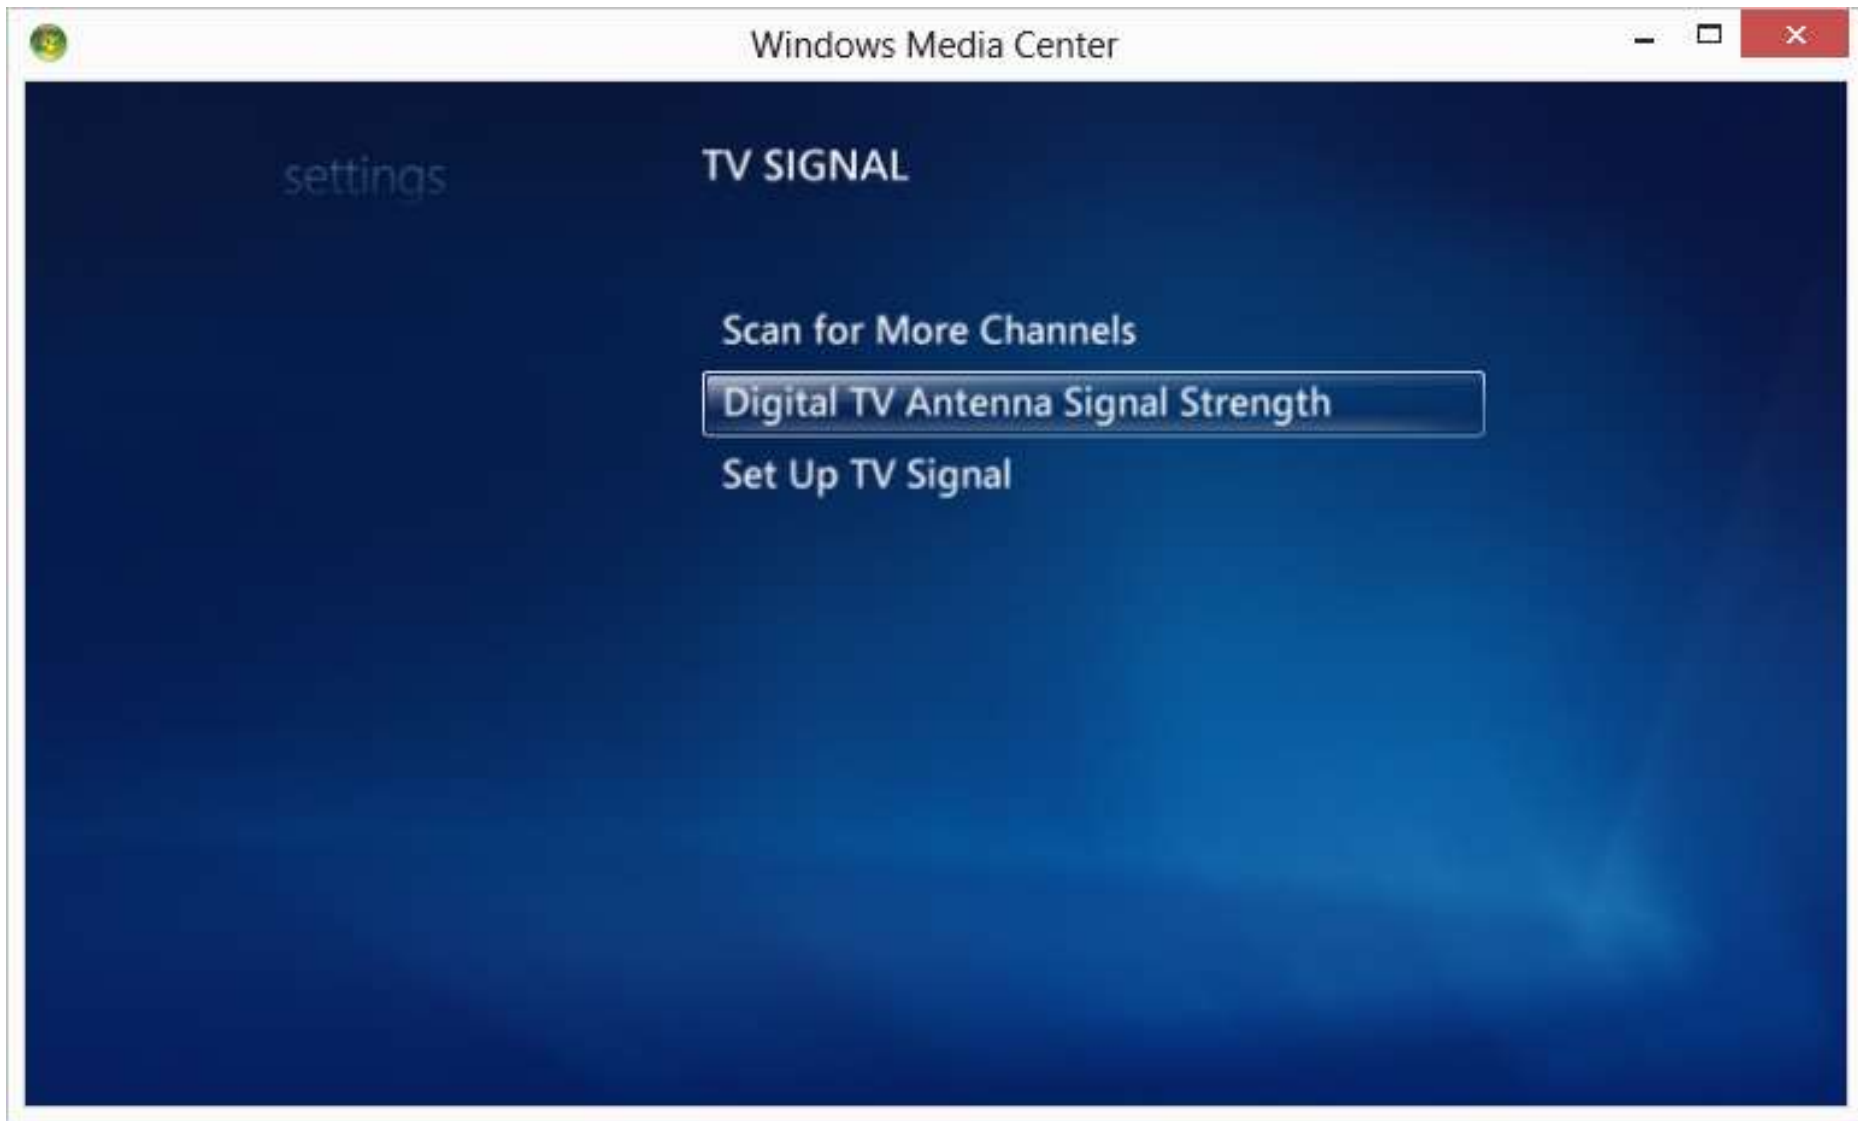 Windows Media Center
settings
TV SIGNAL
Scan for More Channels
Digital TV Antenna Signal Strength
Set Up TV Signal